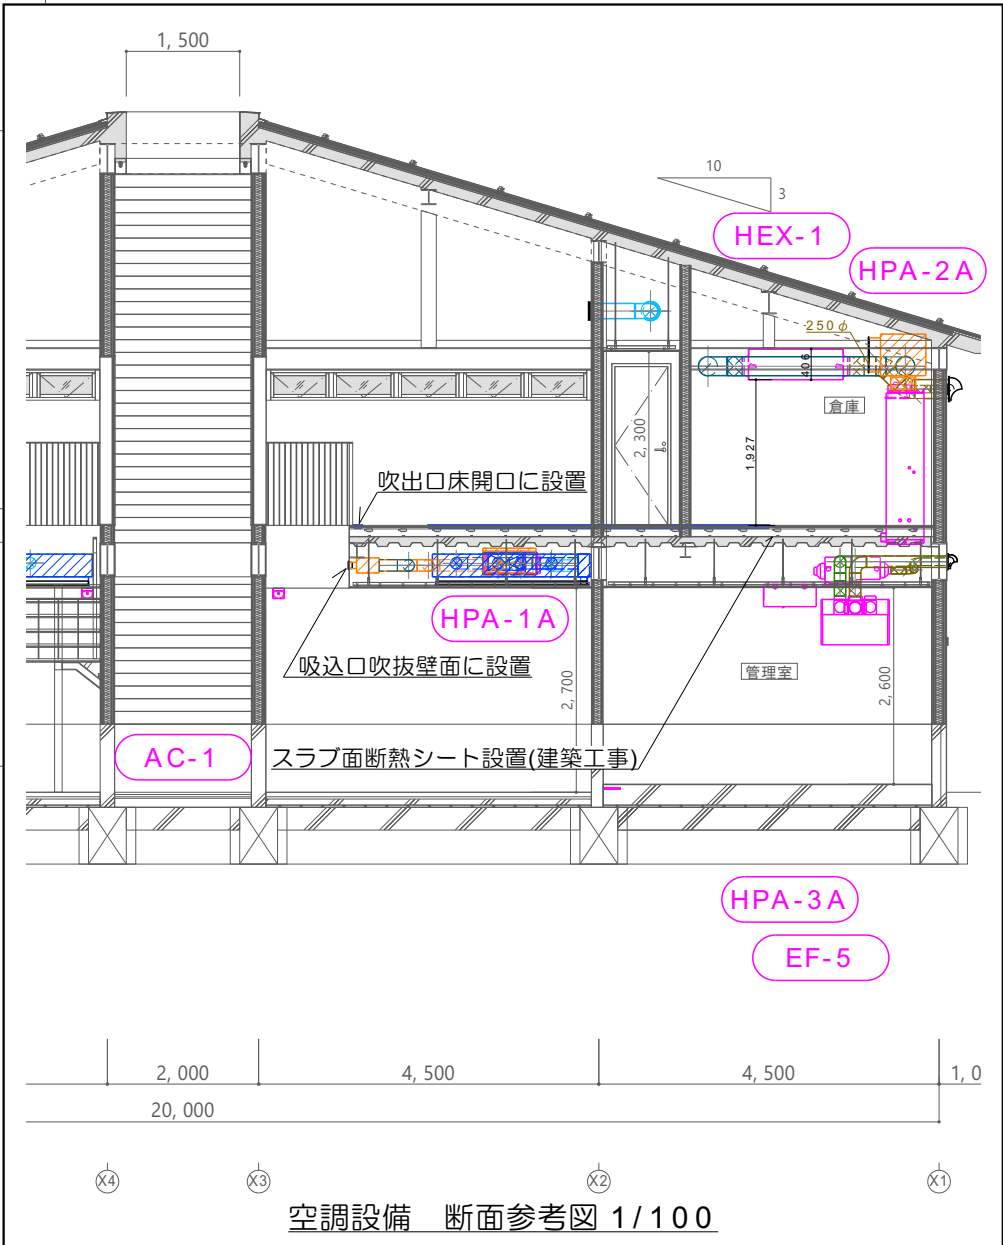 1,500
10
3
HEX-1
HPA-2A
250φ
406
倉庫
2,300
1,927
吹出口床開口に設置
HPA-1A
吸込口吹抜壁面に設置
2,700
管理室
2,600
AC-1
スラブ面断熱シート設置(建築工事)
HPA-3A
EF-5
2,000
4,500
4,500
1,0
20,000
X4
X3
X2
X1
空調設備 断面参考図 1/100